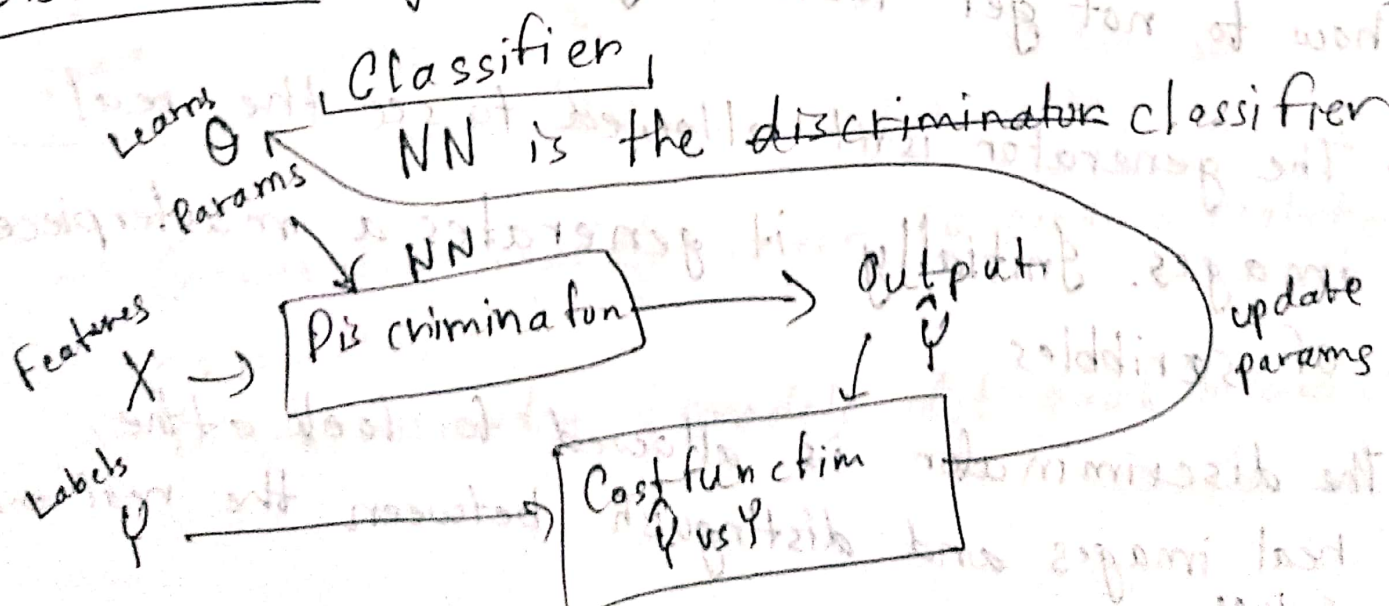 Classifier
Learns
θ
NN is the discriminator classifier
Params
NN
Features
X
Discriminator
Output
Ŷ
update
params
Labels
Y
Cost function
Ŷ vs Y